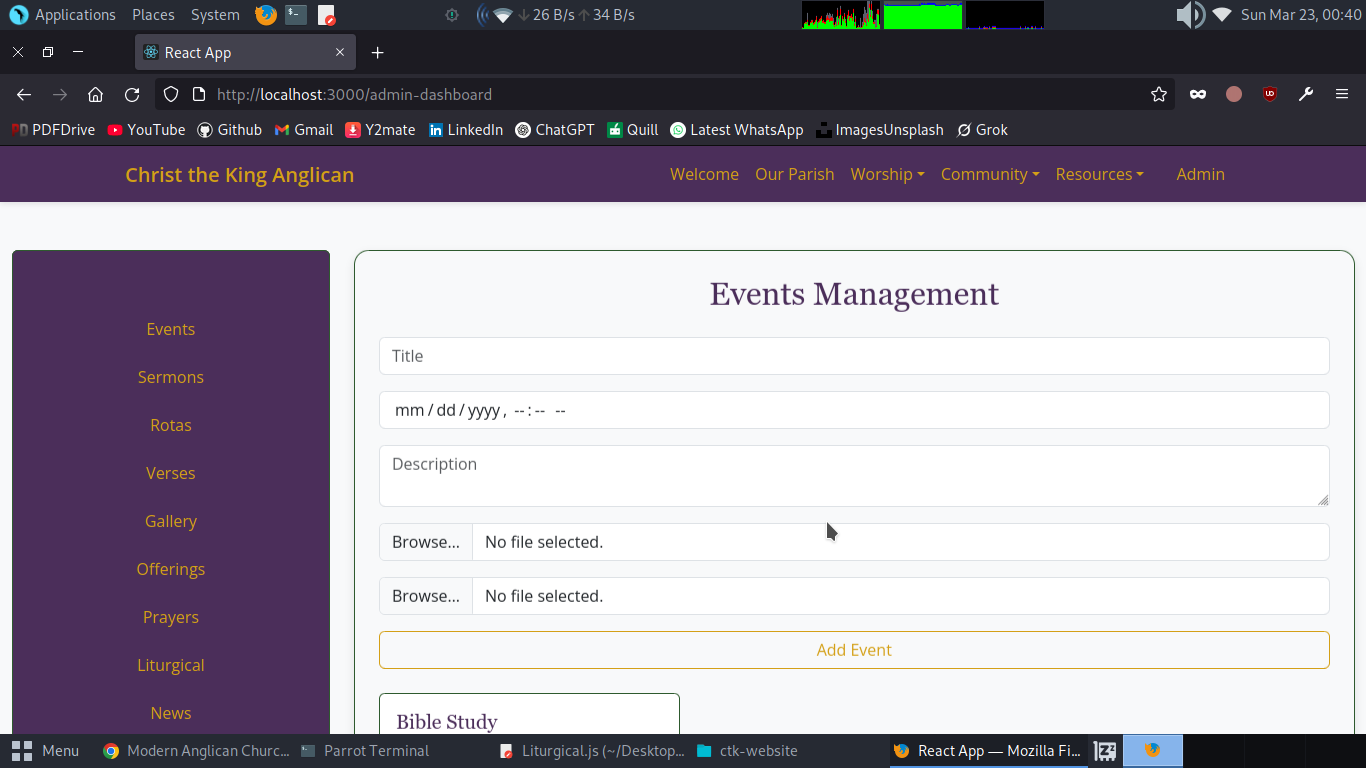 Applications Places System 26 B/s 34 B/s Sun Mar 23, 00:40
React App
http://localhost:3000/admin-dashboard
PDFDrive YouTube Github Gmail Y2mate LinkedIn ChatGPT Quill Latest WhatsApp ImagesUnsplash Grok
Christ the King Anglican Welcome Our Parish Worship Community Resources Admin
Events Management
Events
Sermons
Rotas
Verses
Gallery
Offerings
Prayers
Liturgical
News
Title
mm/dd/yyyy, --:-- --
Description
Browse... No file selected.
Browse... No file selected.
Add Event
Bible Study
Menu Modern Anglican Churc... Parrot Terminal Liturgical.js (~/Desktop... ctk-website React App — Mozilla Fi...